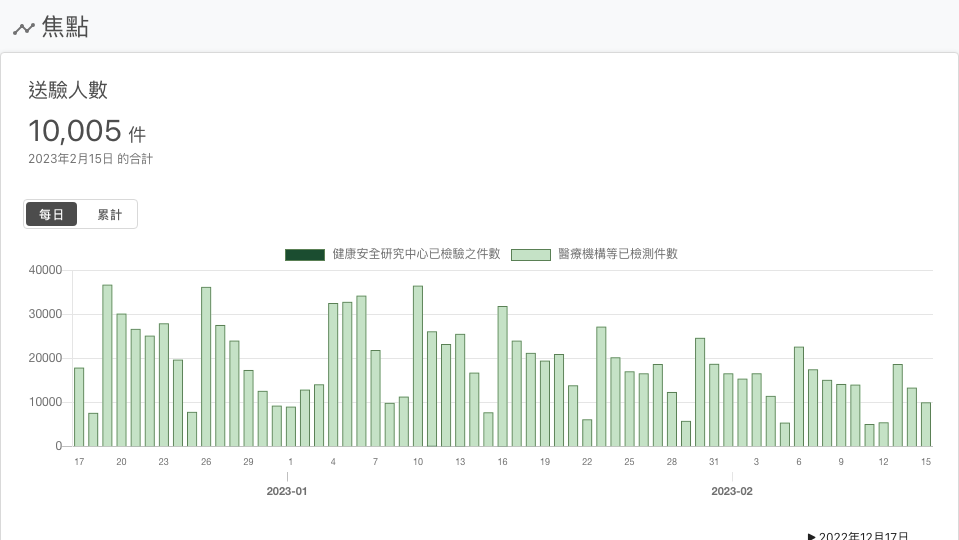 焦點
送驗人數
10,005 件
2023年2月15日 的合計
每日 累計
健康安全研究中心已檢驗之件數 醫療機構等已檢測件數
40000
30000
20000
10000
0
17 20 23 26 29 1 4 7 10 13 16 19 22 25 28 31 3 6 9 12 15
2023-01 2023-02
▶ 2022年12月17日